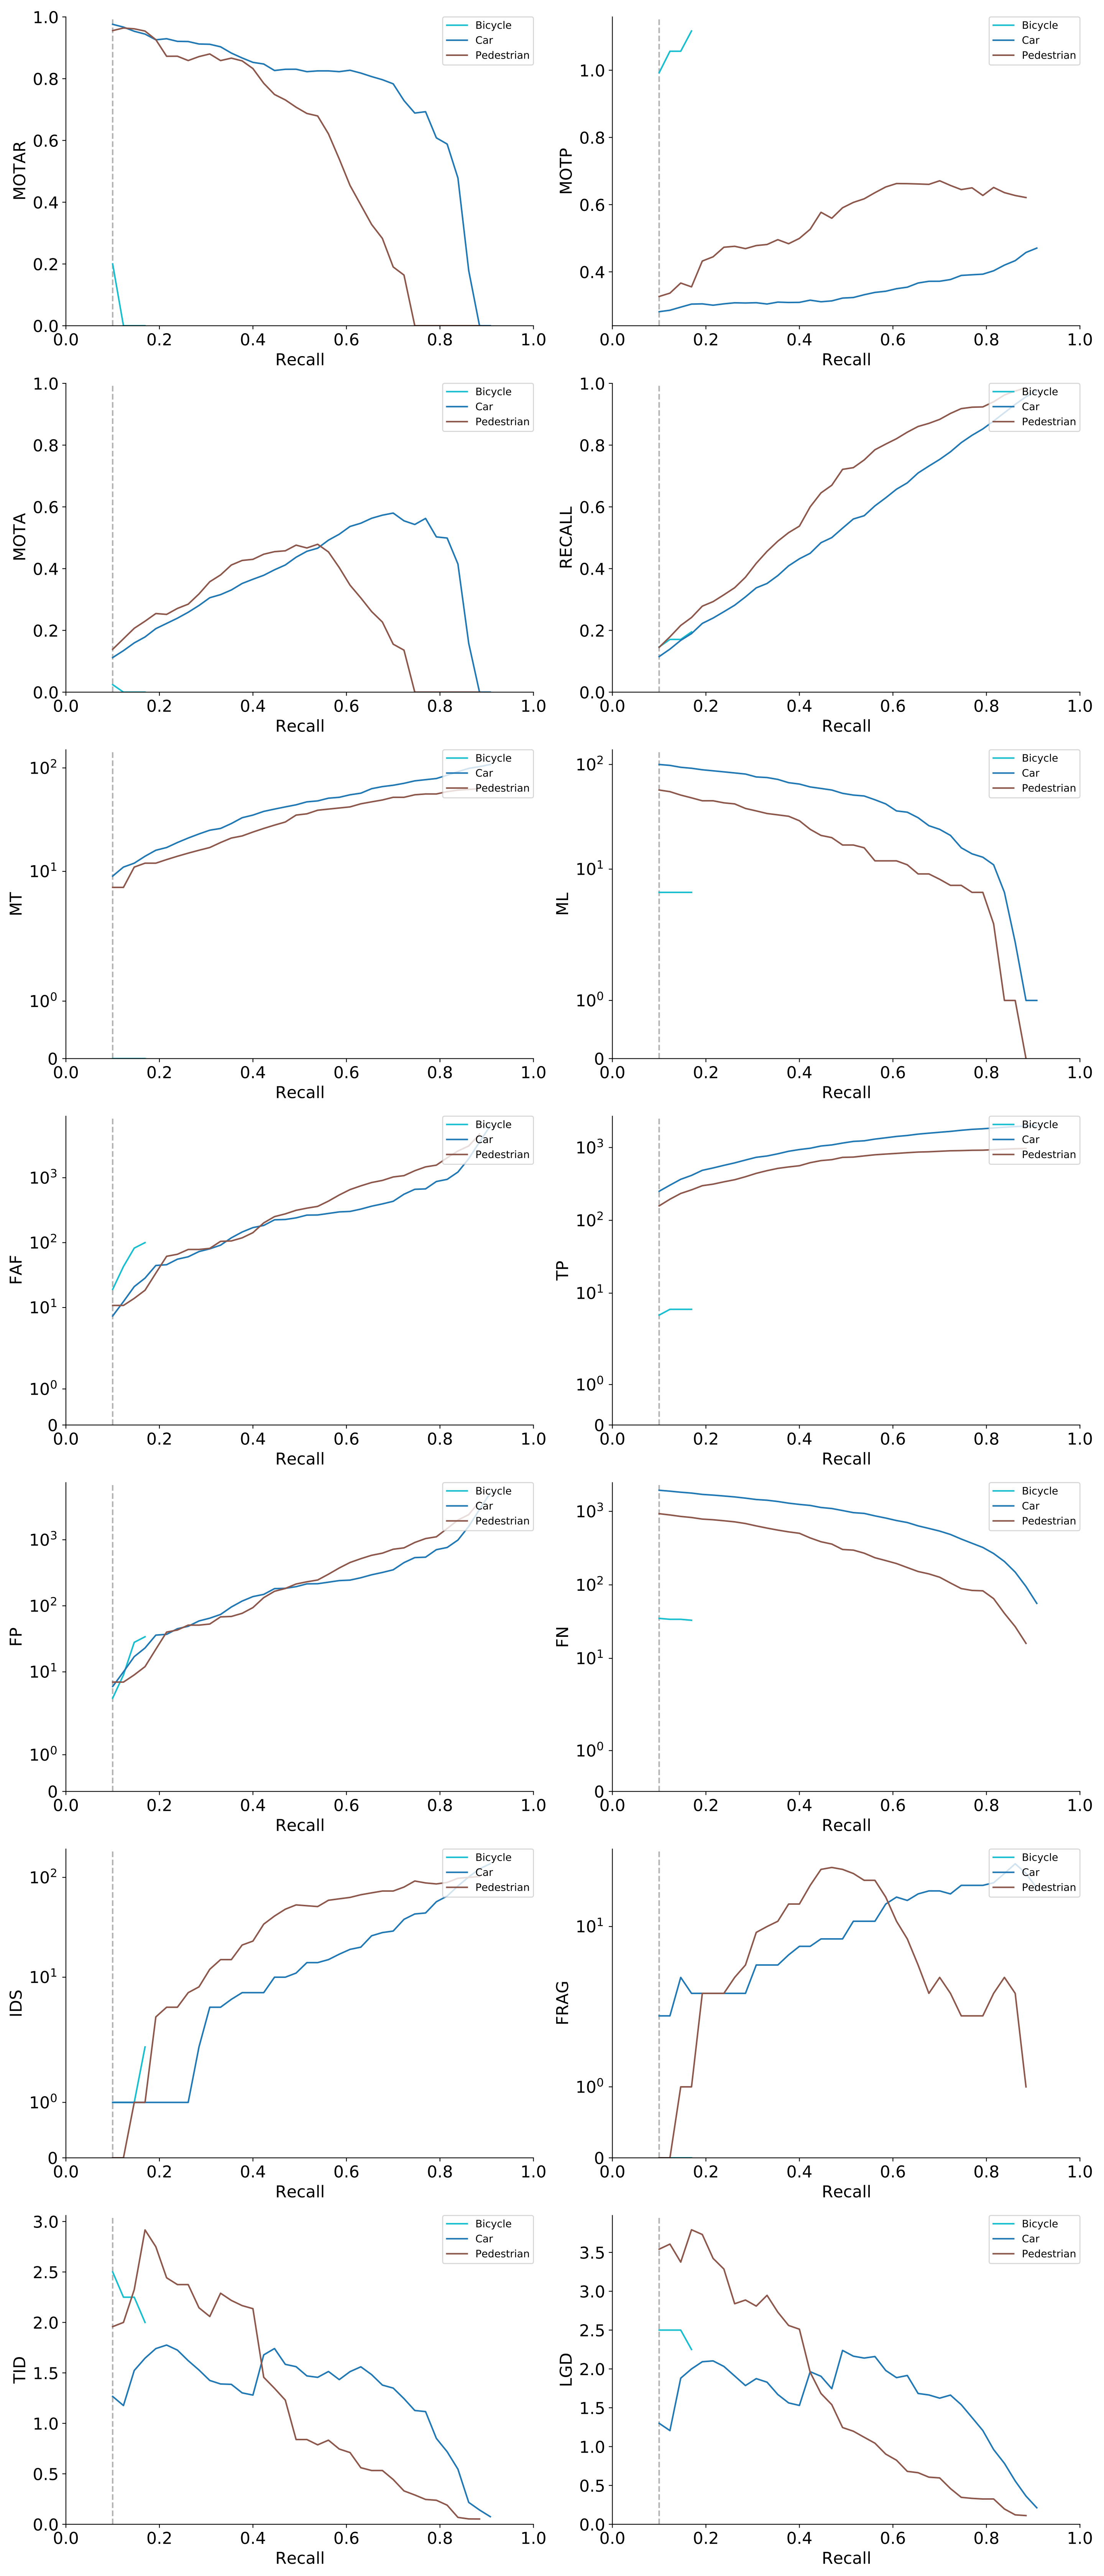 MOTAR
1.0
0.8
0.6
0.4
0.2
0.0
Bicycle
Car
Pedestrian
0.0 0.2 0.4 0.6 0.8 1.0
Recall
MOTP
1.0
0.8
0.6
0.4
Bicycle
Car
Pedestrian
0.0 0.2 0.4 0.6 0.8 1.0
Recall
MOTA
1.0
0.8
0.6
0.4
0.2
0.0
Bicycle
Car
Pedestrian
0.0 0.2 0.4 0.6 0.8 1.0
Recall
RECALL
1.0
0.8
0.6
0.4
0.2
0.0
Bicycle
Car
Pedestrian
0.0 0.2 0.4 0.6 0.8 1.0
Recall
MT
10²
10¹
10⁰
0
Bicycle
Car
Pedestrian
0.0 0.2 0.4 0.6 0.8 1.0
Recall
ML
10²
10¹
10⁰
0
Bicycle
Car
Pedestrian
0.0 0.2 0.4 0.6 0.8 1.0
Recall
FAF
10³
10²
10¹
10⁰
0
Bicycle
Car
Pedestrian
0.0 0.2 0.4 0.6 0.8 1.0
Recall
TP
10³
10²
10¹
10⁰
0
Bicycle
Car
Pedestrian
0.0 0.2 0.4 0.6 0.8 1.0
Recall
FP
10³
10²
10¹
10⁰
0
Bicycle
Car
Pedestrian
0.0 0.2 0.4 0.6 0.8 1.0
Recall
FN
10³
10²
10¹
10⁰
0
Bicycle
Car
Pedestrian
0.0 0.2 0.4 0.6 0.8 1.0
Recall
IDS
10²
10¹
10⁰
0
Bicycle
Car
Pedestrian
0.0 0.2 0.4 0.6 0.8 1.0
Recall
FRAG
10¹
10⁰
0
Bicycle
Car
Pedestrian
0.0 0.2 0.4 0.6 0.8 1.0
Recall
TID
3.0
2.5
2.0
1.5
1.0
0.5
0.0
Bicycle
Car
Pedestrian
0.0 0.2 0.4 0.6 0.8 1.0
Recall
LGD
3.5
3.0
2.5
2.0
1.5
1.0
0.5
0.0
Bicycle
Car
Pedestrian
0.0 0.2 0.4 0.6 0.8 1.0
Recall